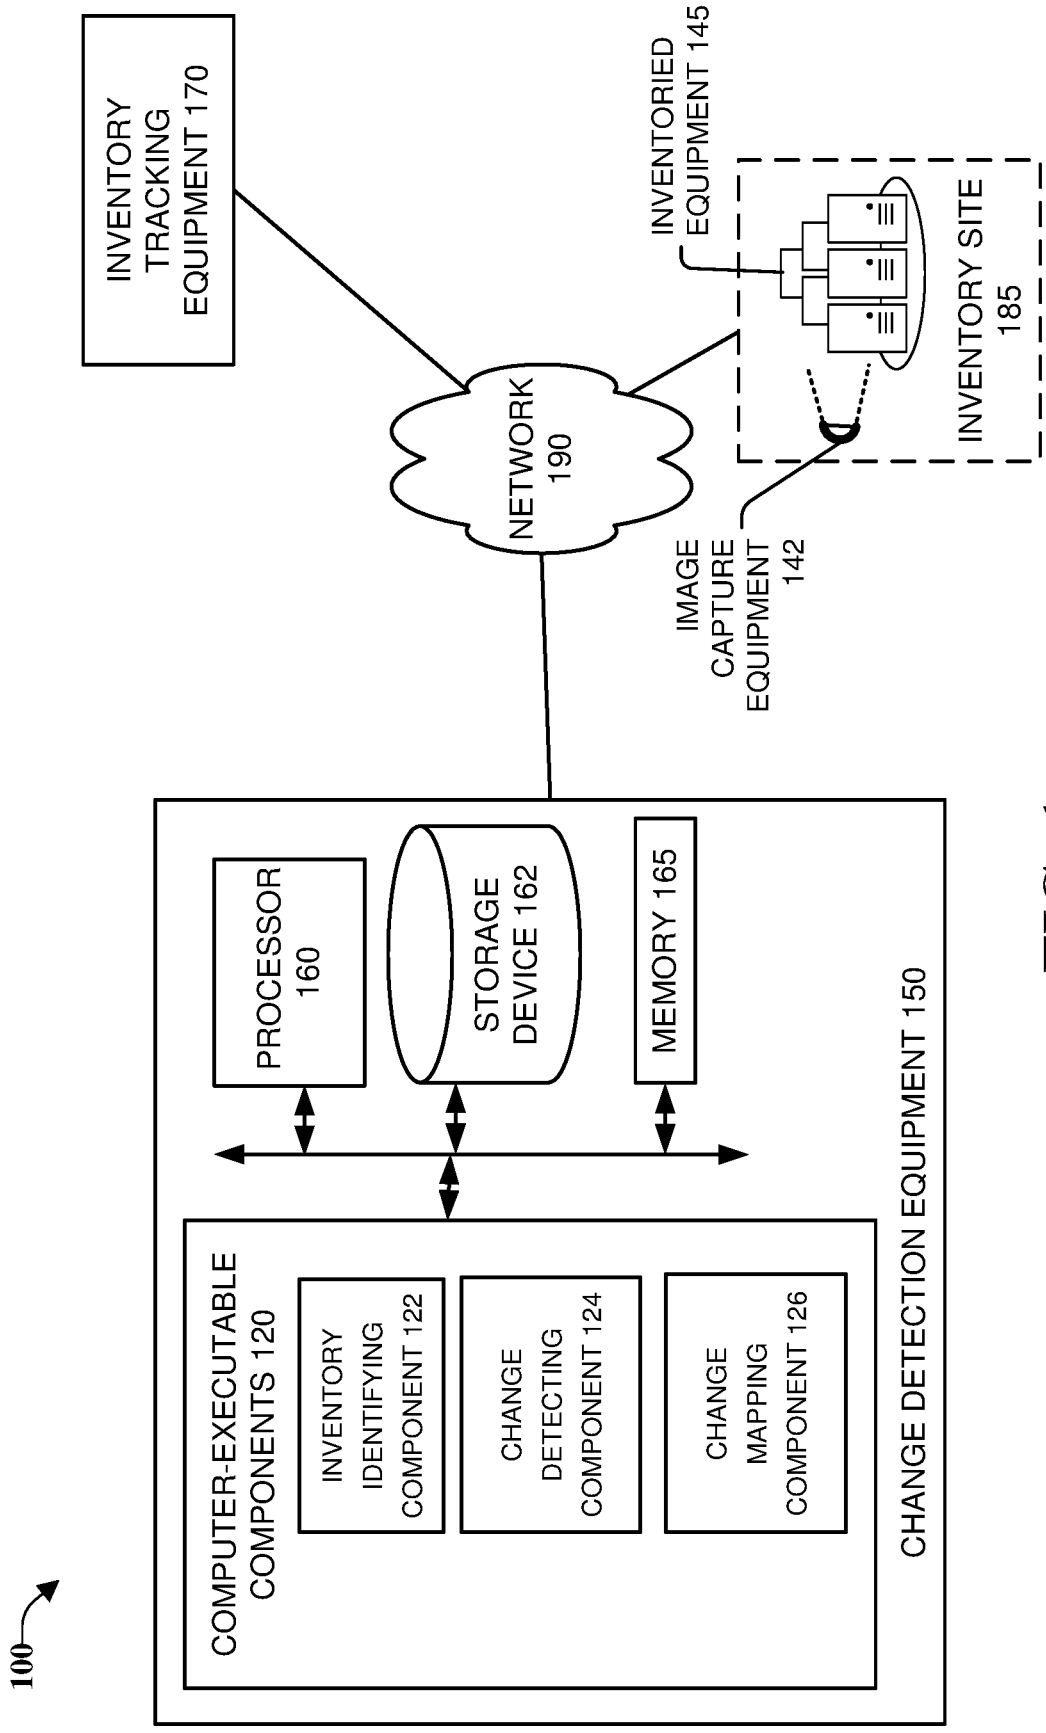 100
COMPUTER-EXECUTABLE
COMPONENTS 120
INVENTORY
IDENTIFYING
COMPONENT 122
CHANGE
DETECTING
COMPONENT 124
CHANGE
MAPPING
COMPONENT 126
PROCESSOR
160
STORAGE
DEVICE 162
MEMORY 165
CHANGE DETECTION EQUIPMENT 150
NETWORK
190
INVENTORY
TRACKING
EQUIPMENT 170
IMAGE
CAPTURE
EQUIPMENT
142
INVENTORIED
EQUIPMENT 145
INVENTORY SITE
185